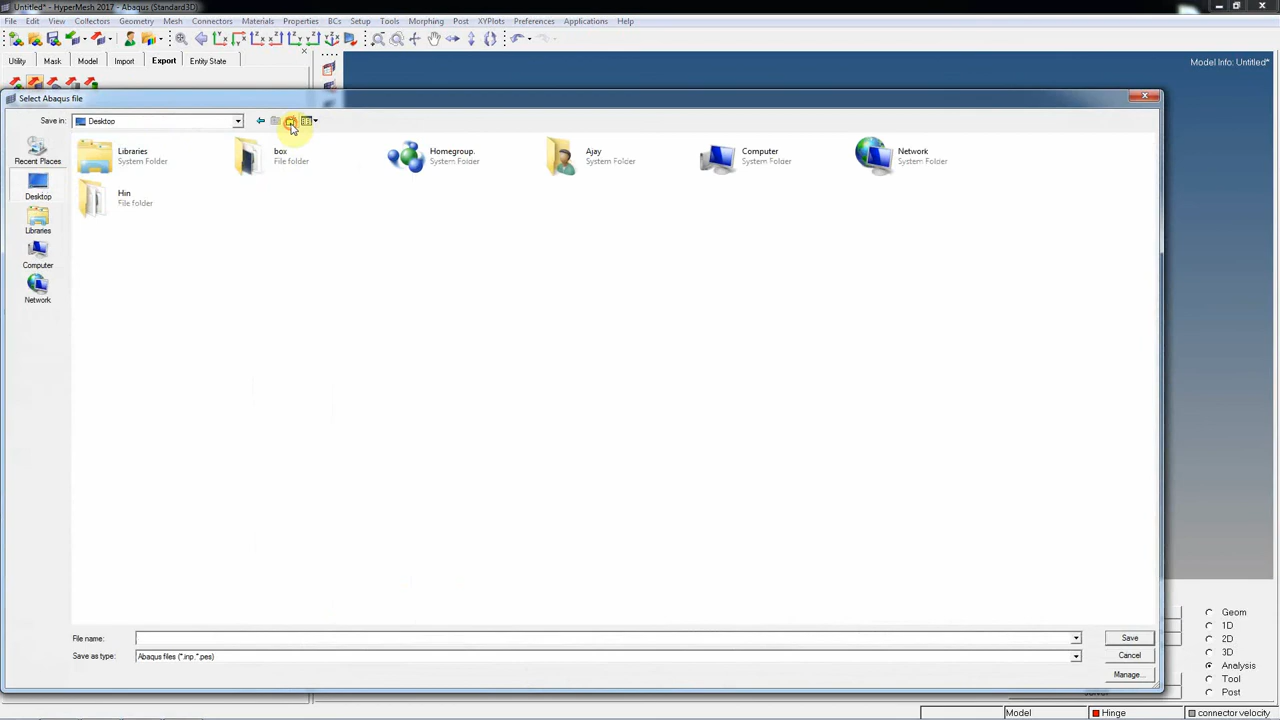 Untitled* - HyperMesh 2017 - Abaqus (Standard3D)
File Edit View Collectors Geometry Mesh Connectors Materials Properties BCs Setup Tools Morphing Post XYPlots Preferences Applications Help
Utility Mask Model Import Export Entity State
Model Info: Untitled*
Select Abaqus file
Save in: Desktop
Recent Places
Desktop
Libraries
Computer
Network
Libraries
System Folder
box
File folder
Homegroup.
System Folder
Ajay
System Folder
Computer
System Folder
Network
System Folder
Hin
File folder
File name:
Save
Save as type: Abaqus files (*.inp.*.pes)
Cancel
Manage...
Geom
1D
2D
3D
Analysis
Tool
Post
Model Hinge connector velocity